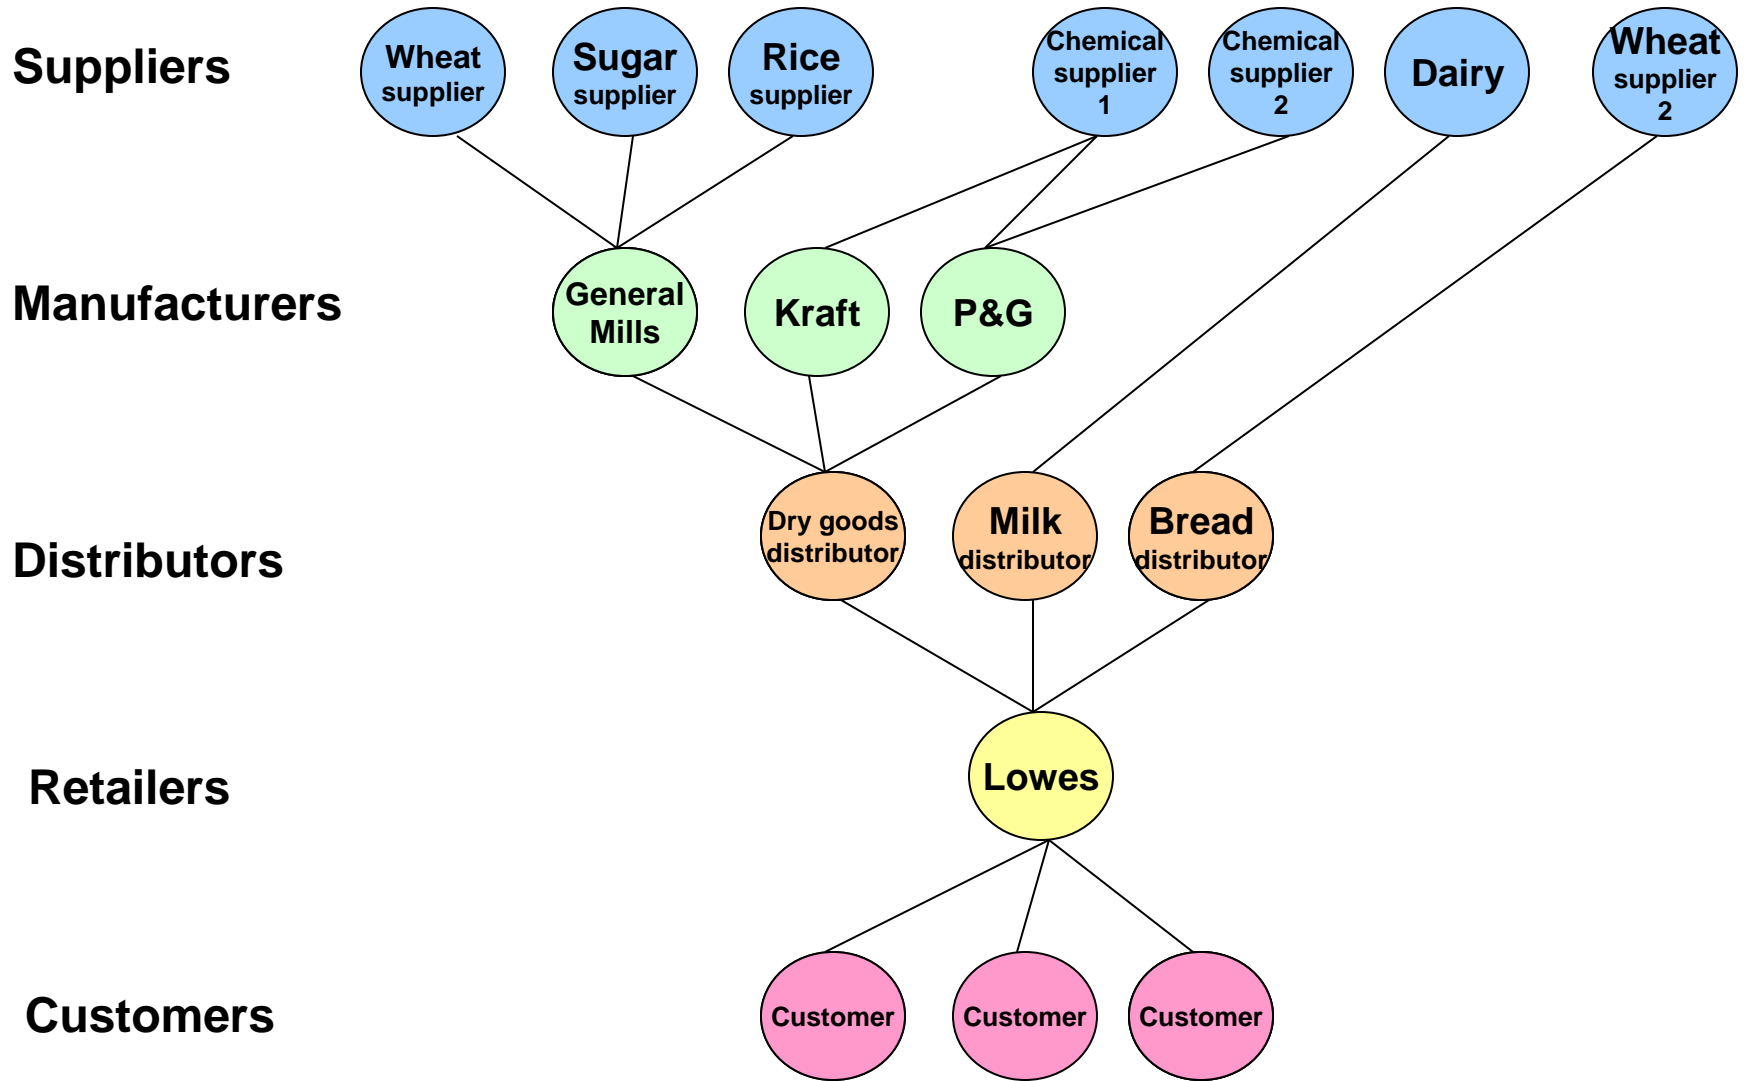 Suppliers
Wheat
supplier
Sugar
supplier
Rice
supplier
Chemical
supplier
1
Chemical
supplier
2
Dairy
Wheat
supplier
2
Manufacturers
General
Mills
Kraft
P&G
Distributors
Dry goods
distributor
Milk
distributor
Bread
distributor
Retailers
Lowes
Customers
Customer
Customer
Customer